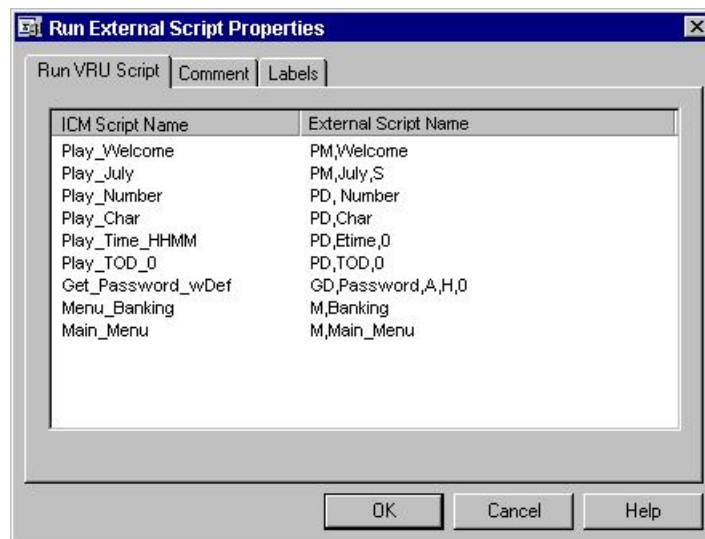 Run External Script Properties
Run VRU Script Comment Labels
ICM Script Name External Script Name
Play_Welcome PM,Welcome
Play_July PM,July,S
Play_Number PD, Number
Play_Char PD,Char
Play_Time_HHMM PD,Etime,0
Play_TOD_0 PD,TOD,0
Get_Password_wDef GD,Password,A,H,0
Menu_Banking M,Banking
Main_Menu M,Main_Menu
OK Cancel Help